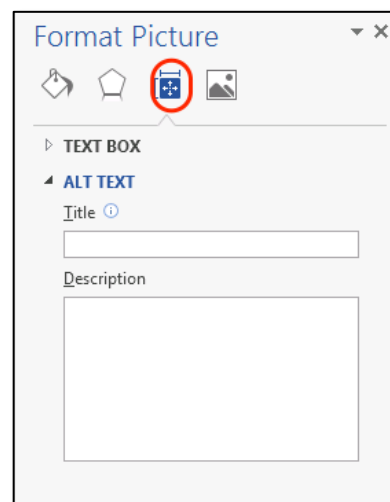 Format Picture
TEXT BOX
ALT TEXT
Title
Description